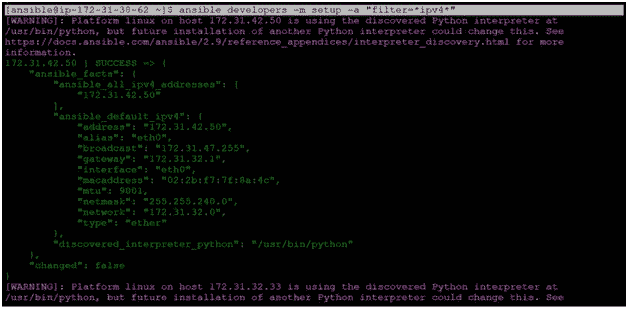 [ansible@ip-172-31-38-62 ~]$ ansible developers -m setup -a "filter=*ipv4*"
[WARNING]: Platform linux on host 172.31.42.50 is using the discovered Python interpreter at
/usr/bin/python, but future installation of another Python interpreter could change this. See
https://docs.ansible.com/ansible/2.9/reference_appendices/interpreter_discovery.html for more
information.
172.31.42.50 | SUCCESS => {
"ansible_facts": {
"ansible_all_ipv4_addresses": [
"172.31.42.50"
],
"ansible_default_ipv4": {
"address": "172.31.42.50",
"alias": "eth0",
"broadcast": "172.31.47.255",
"gateway": "172.31.32.1",
"interface": "eth0",
"macaddress": "02:2b:f7:7f:8a:4c",
"mtu": 9001,
"netmask": "255.255.240.0",
"network": "172.31.32.0",
"type": "ether"
},
"discovered_interpreter_python": "/usr/bin/python"
},
"changed": false
}
[WARNING]: Platform linux on host 172.31.32.33 is using the discovered Python interpreter at
/usr/bin/python, but future installation of another Python interpreter could change this. See